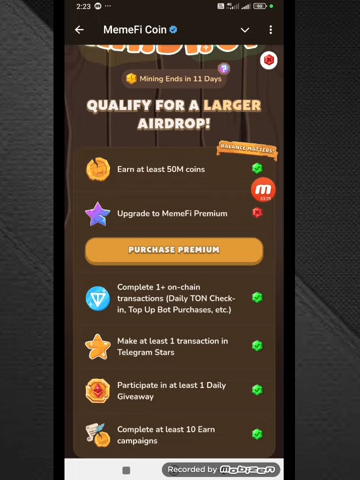 2:23
MemeFi Coin
AIRDROP
Mining Ends in 11 Days
?
QUALIFY FOR A LARGER
AIRDROP!
BALANCE MATTERS!
Earn at least 50M coins
Upgrade to MemeFi Premium
PURCHASE PREMIUM
Complete 1+ on-chain
transactions (Daily TON Check-
in, Top Up Bot Purchases, etc.)
Make at least 1 transaction in
Telegram Stars
Participate in at least 1 Daily
Giveaway
Complete at least 10 Earn
campaigns
Recorded by mobizen